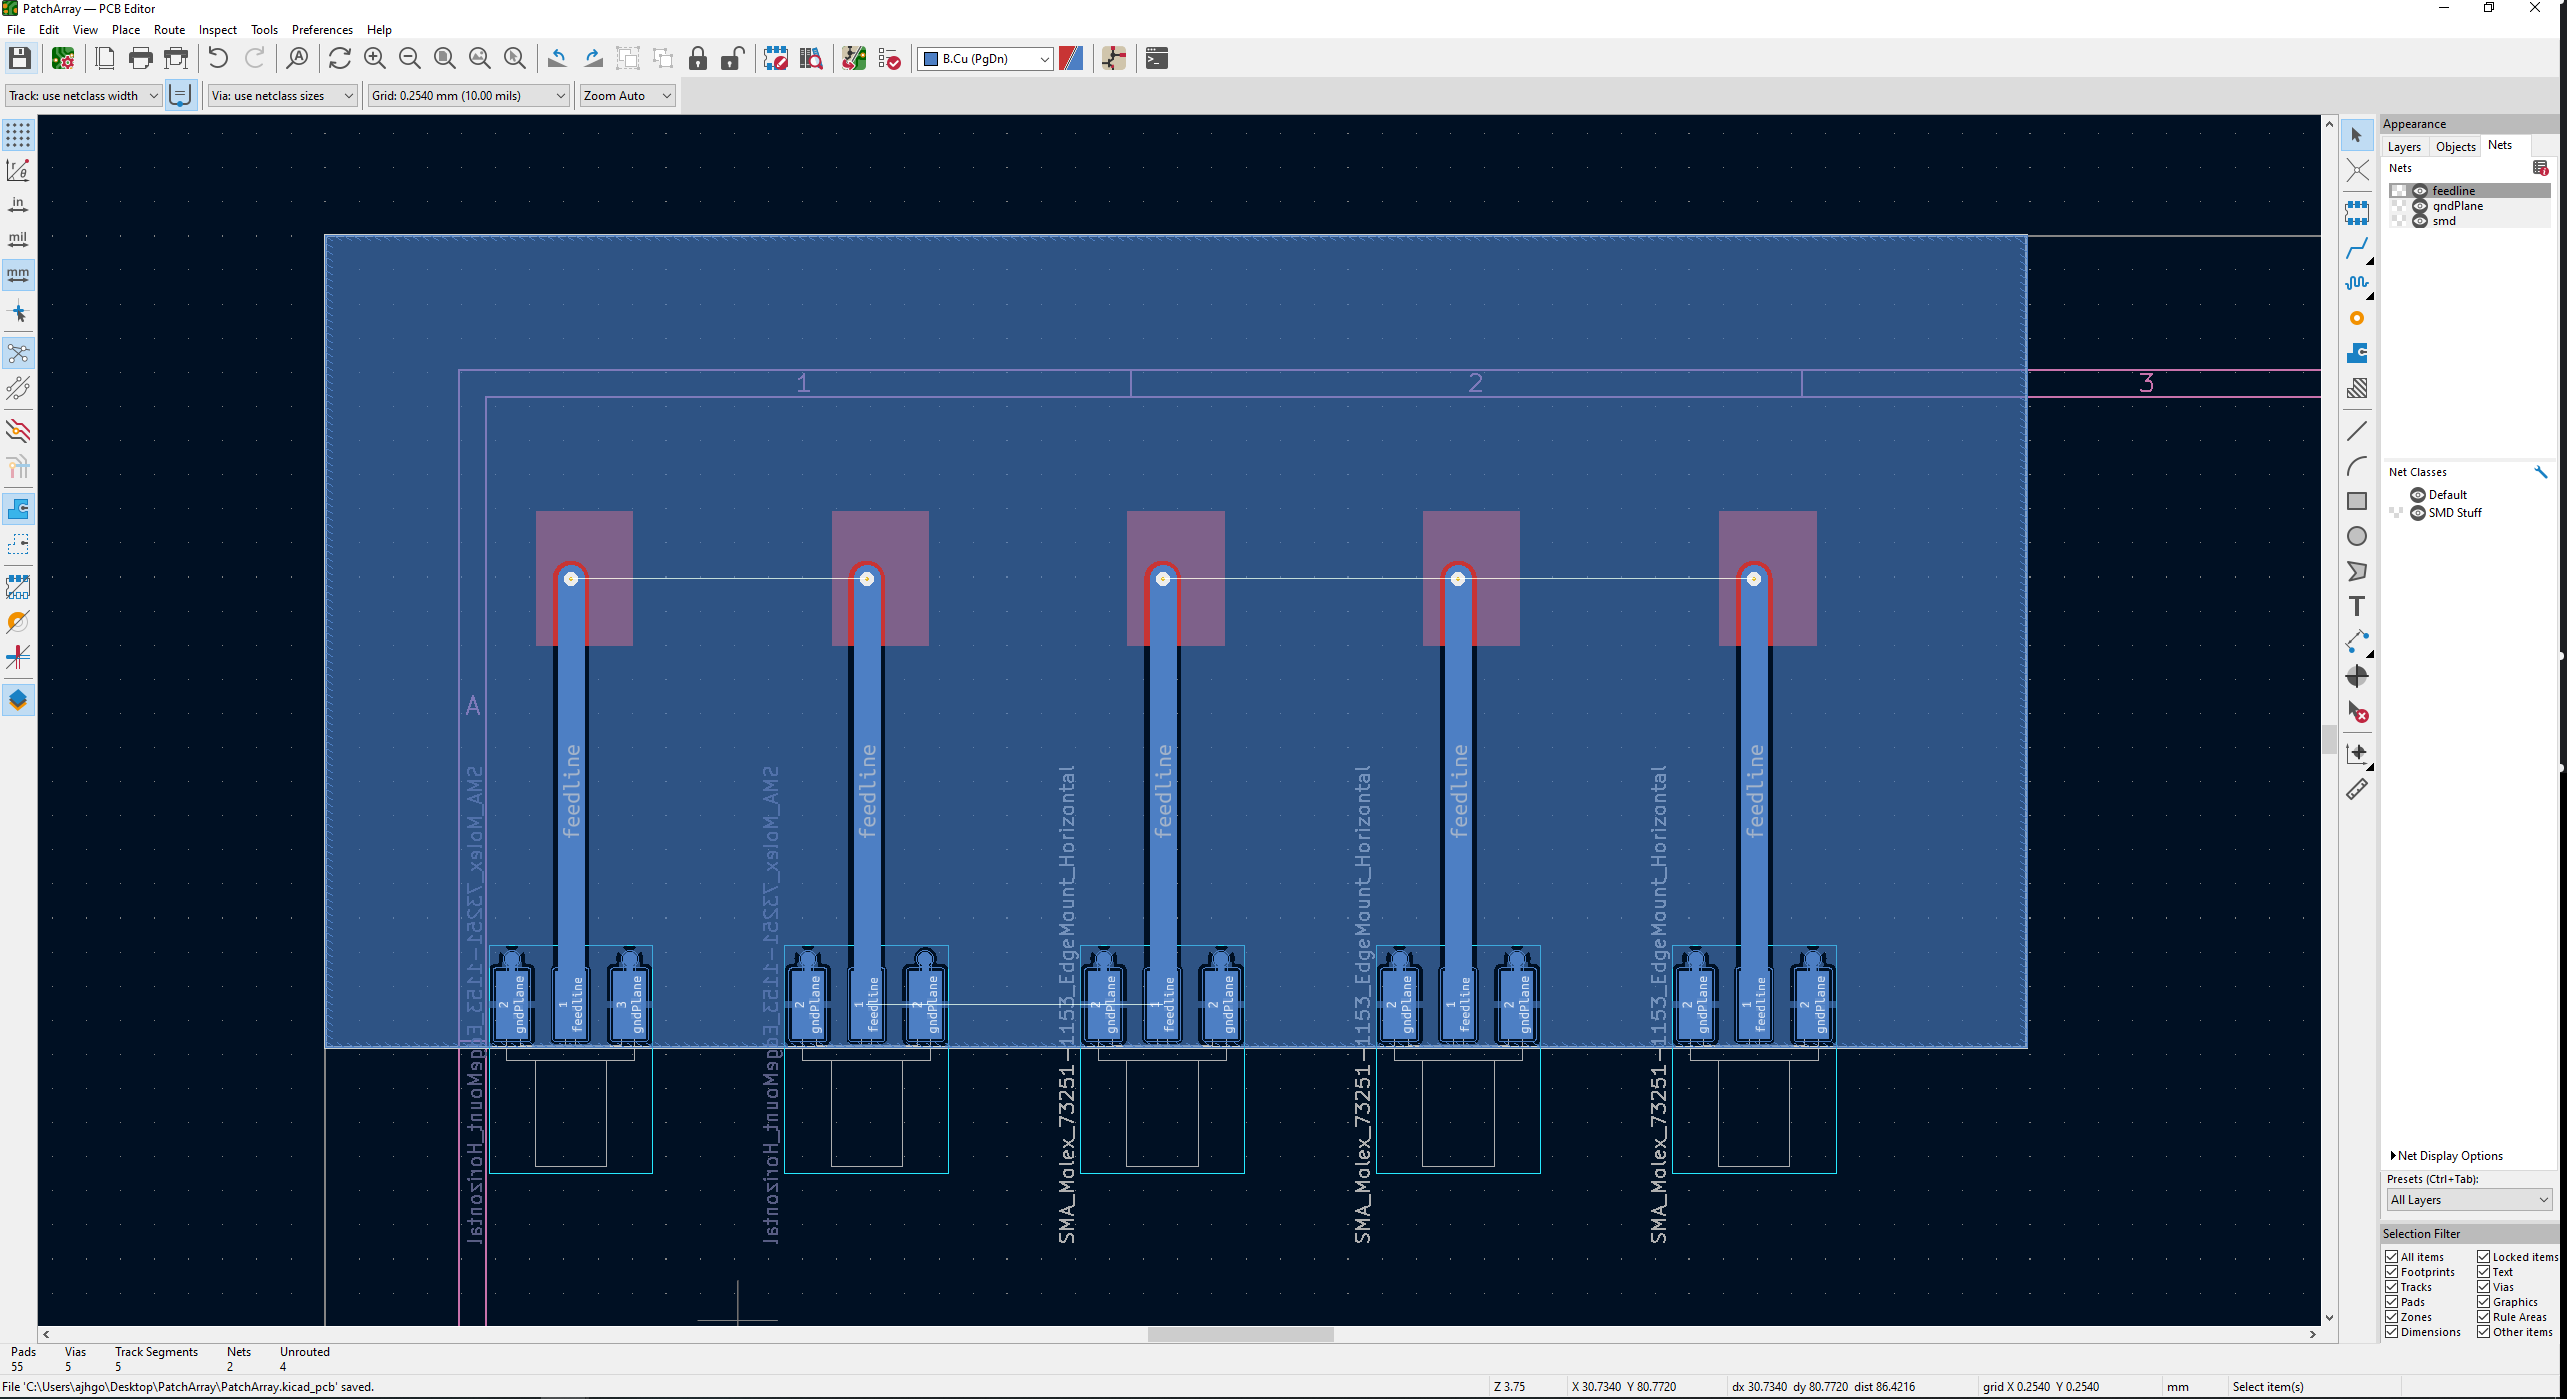 PatchArray — PCB Editor
File Edit View Place Route Inspect Tools Preferences Help
B.Cu (PgDn)
Track: use netclass width Via: use netclass sizes Grid: 0.2540 mm (10.00 mils) Zoom Auto
in
mil
mm
1 2 3
A
feedline feedline feedline feedline feedline
SMA_Molex_73251-1153_EdgeMount_Horizontal
SMA_Molex_73251-1153_EdgeMount_Horizontal
SMA_Molex_73251-1153_EdgeMount_Horizontal
SMA_Molex_73251-1153_EdgeMount_Horizontal
SMA_Molex_73251-1153_EdgeMount_Horizontal
2 gndPlane 1 feedline 3 gndPlane
2 gndPlane 1 feedline 2 gndPlane
2 gndPlane 1 feedline 2 gndPlane
2 gndPlane 1 feedline 2 gndPlane
2 gndPlane 1 feedline 2 gndPlane
Appearance
Layers Objects Nets
Nets
feedline
gndPlane
smd
Net Classes
Default
SMD Stuff
Net Display Options
Presets (Ctrl+Tab):
All Layers
Selection Filter
All items Locked items
Footprints Text
Tracks Vias
Pads Graphics
Zones Rule Areas
Dimensions Other items
Pads Vias Track Segments Nets Unrouted
55 5 5 2 4
File 'C:\Users\ajhgo\Desktop\PatchArray\PatchArray.kicad_pcb' saved.
Z 3.75 X 30.7340 Y 80.7720 dx 30.7340 dy 80.7720 dist 86.4216 grid X 0.2540 Y 0.2540 mm Select item(s)